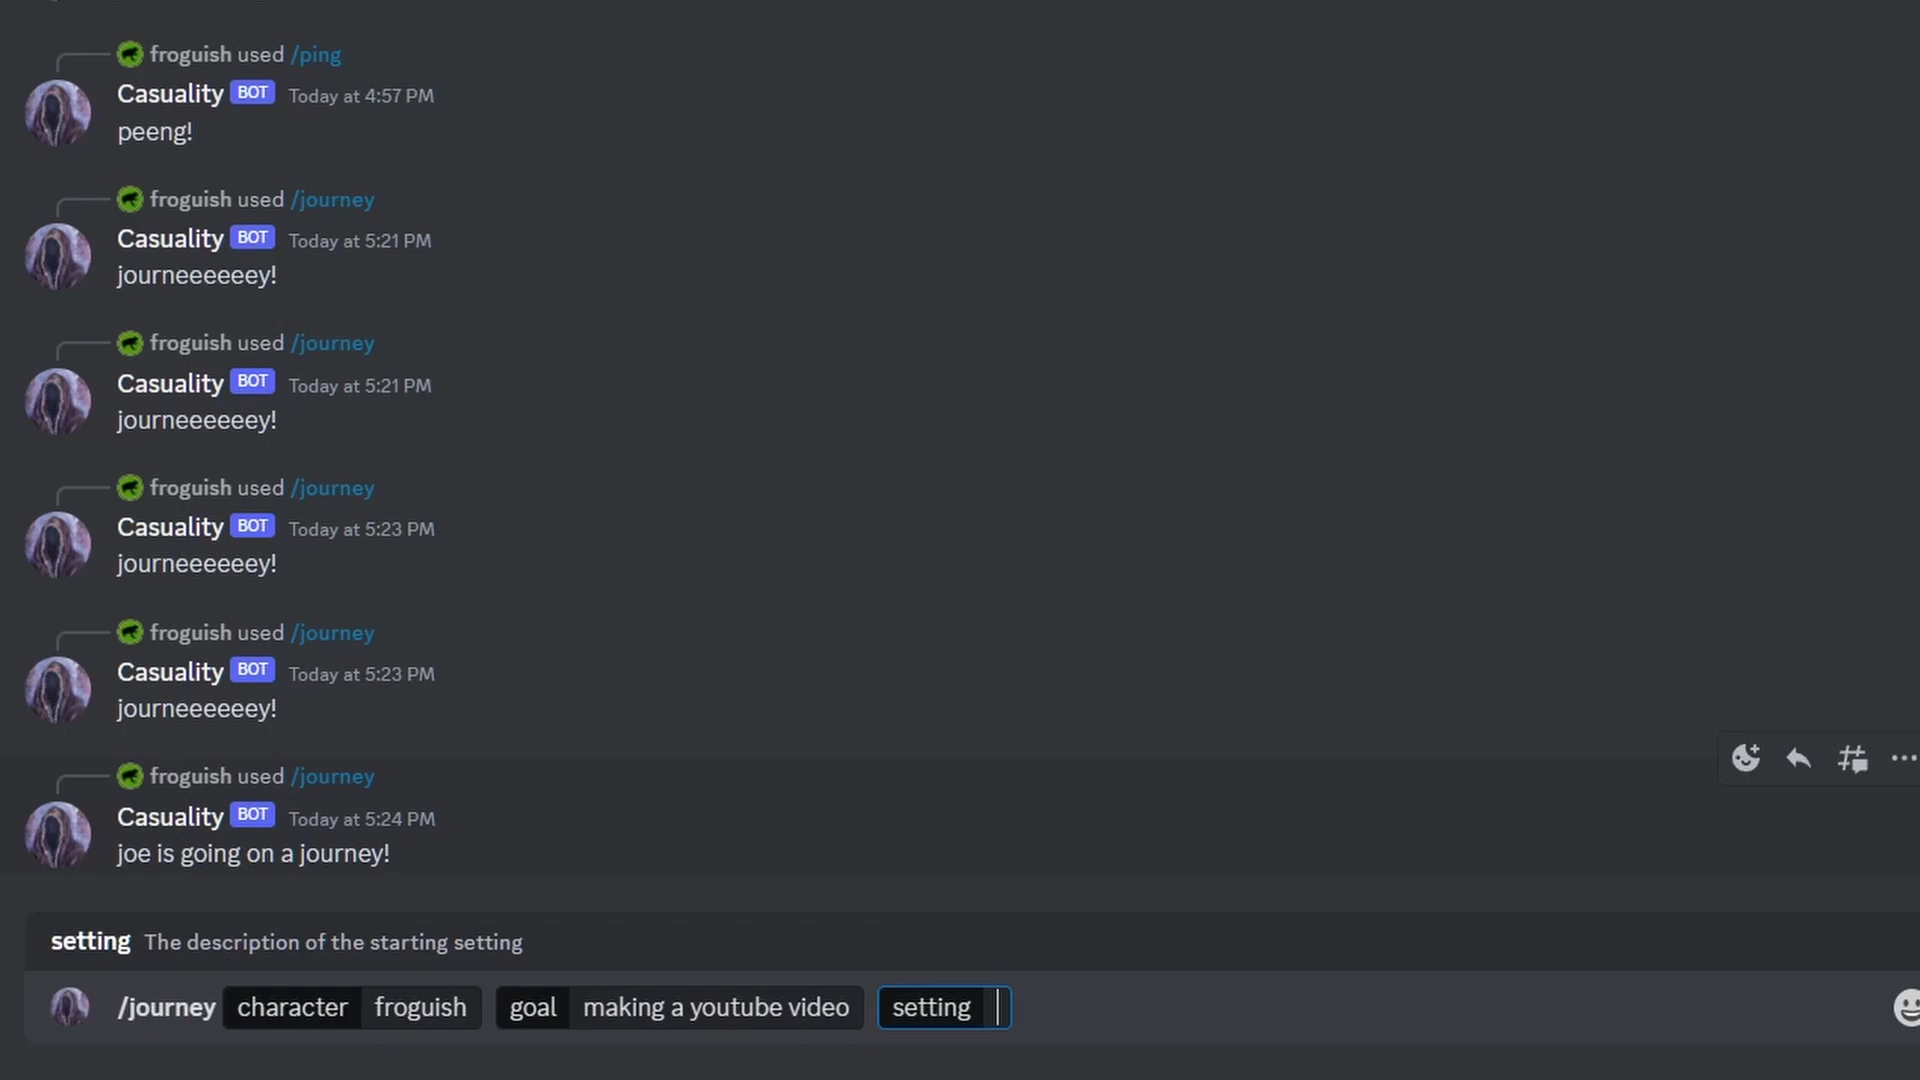 froguish used /ping
Casuality BOT Today at 4:57 PM
peeng!
froguish used /journey
Casuality BOT Today at 5:21 PM
journeeeeeey!
froguish used /journey
Casuality BOT Today at 5:21 PM
journeeeeeey!
froguish used /journey
Casuality BOT Today at 5:23 PM
journeeeeeey!
froguish used /journey
Casuality BOT Today at 5:23 PM
journeeeeeey!
froguish used /journey
Casuality BOT Today at 5:24 PM
joe is going on a journey!
setting The description of the starting setting
/journey character froguish goal making a youtube video setting